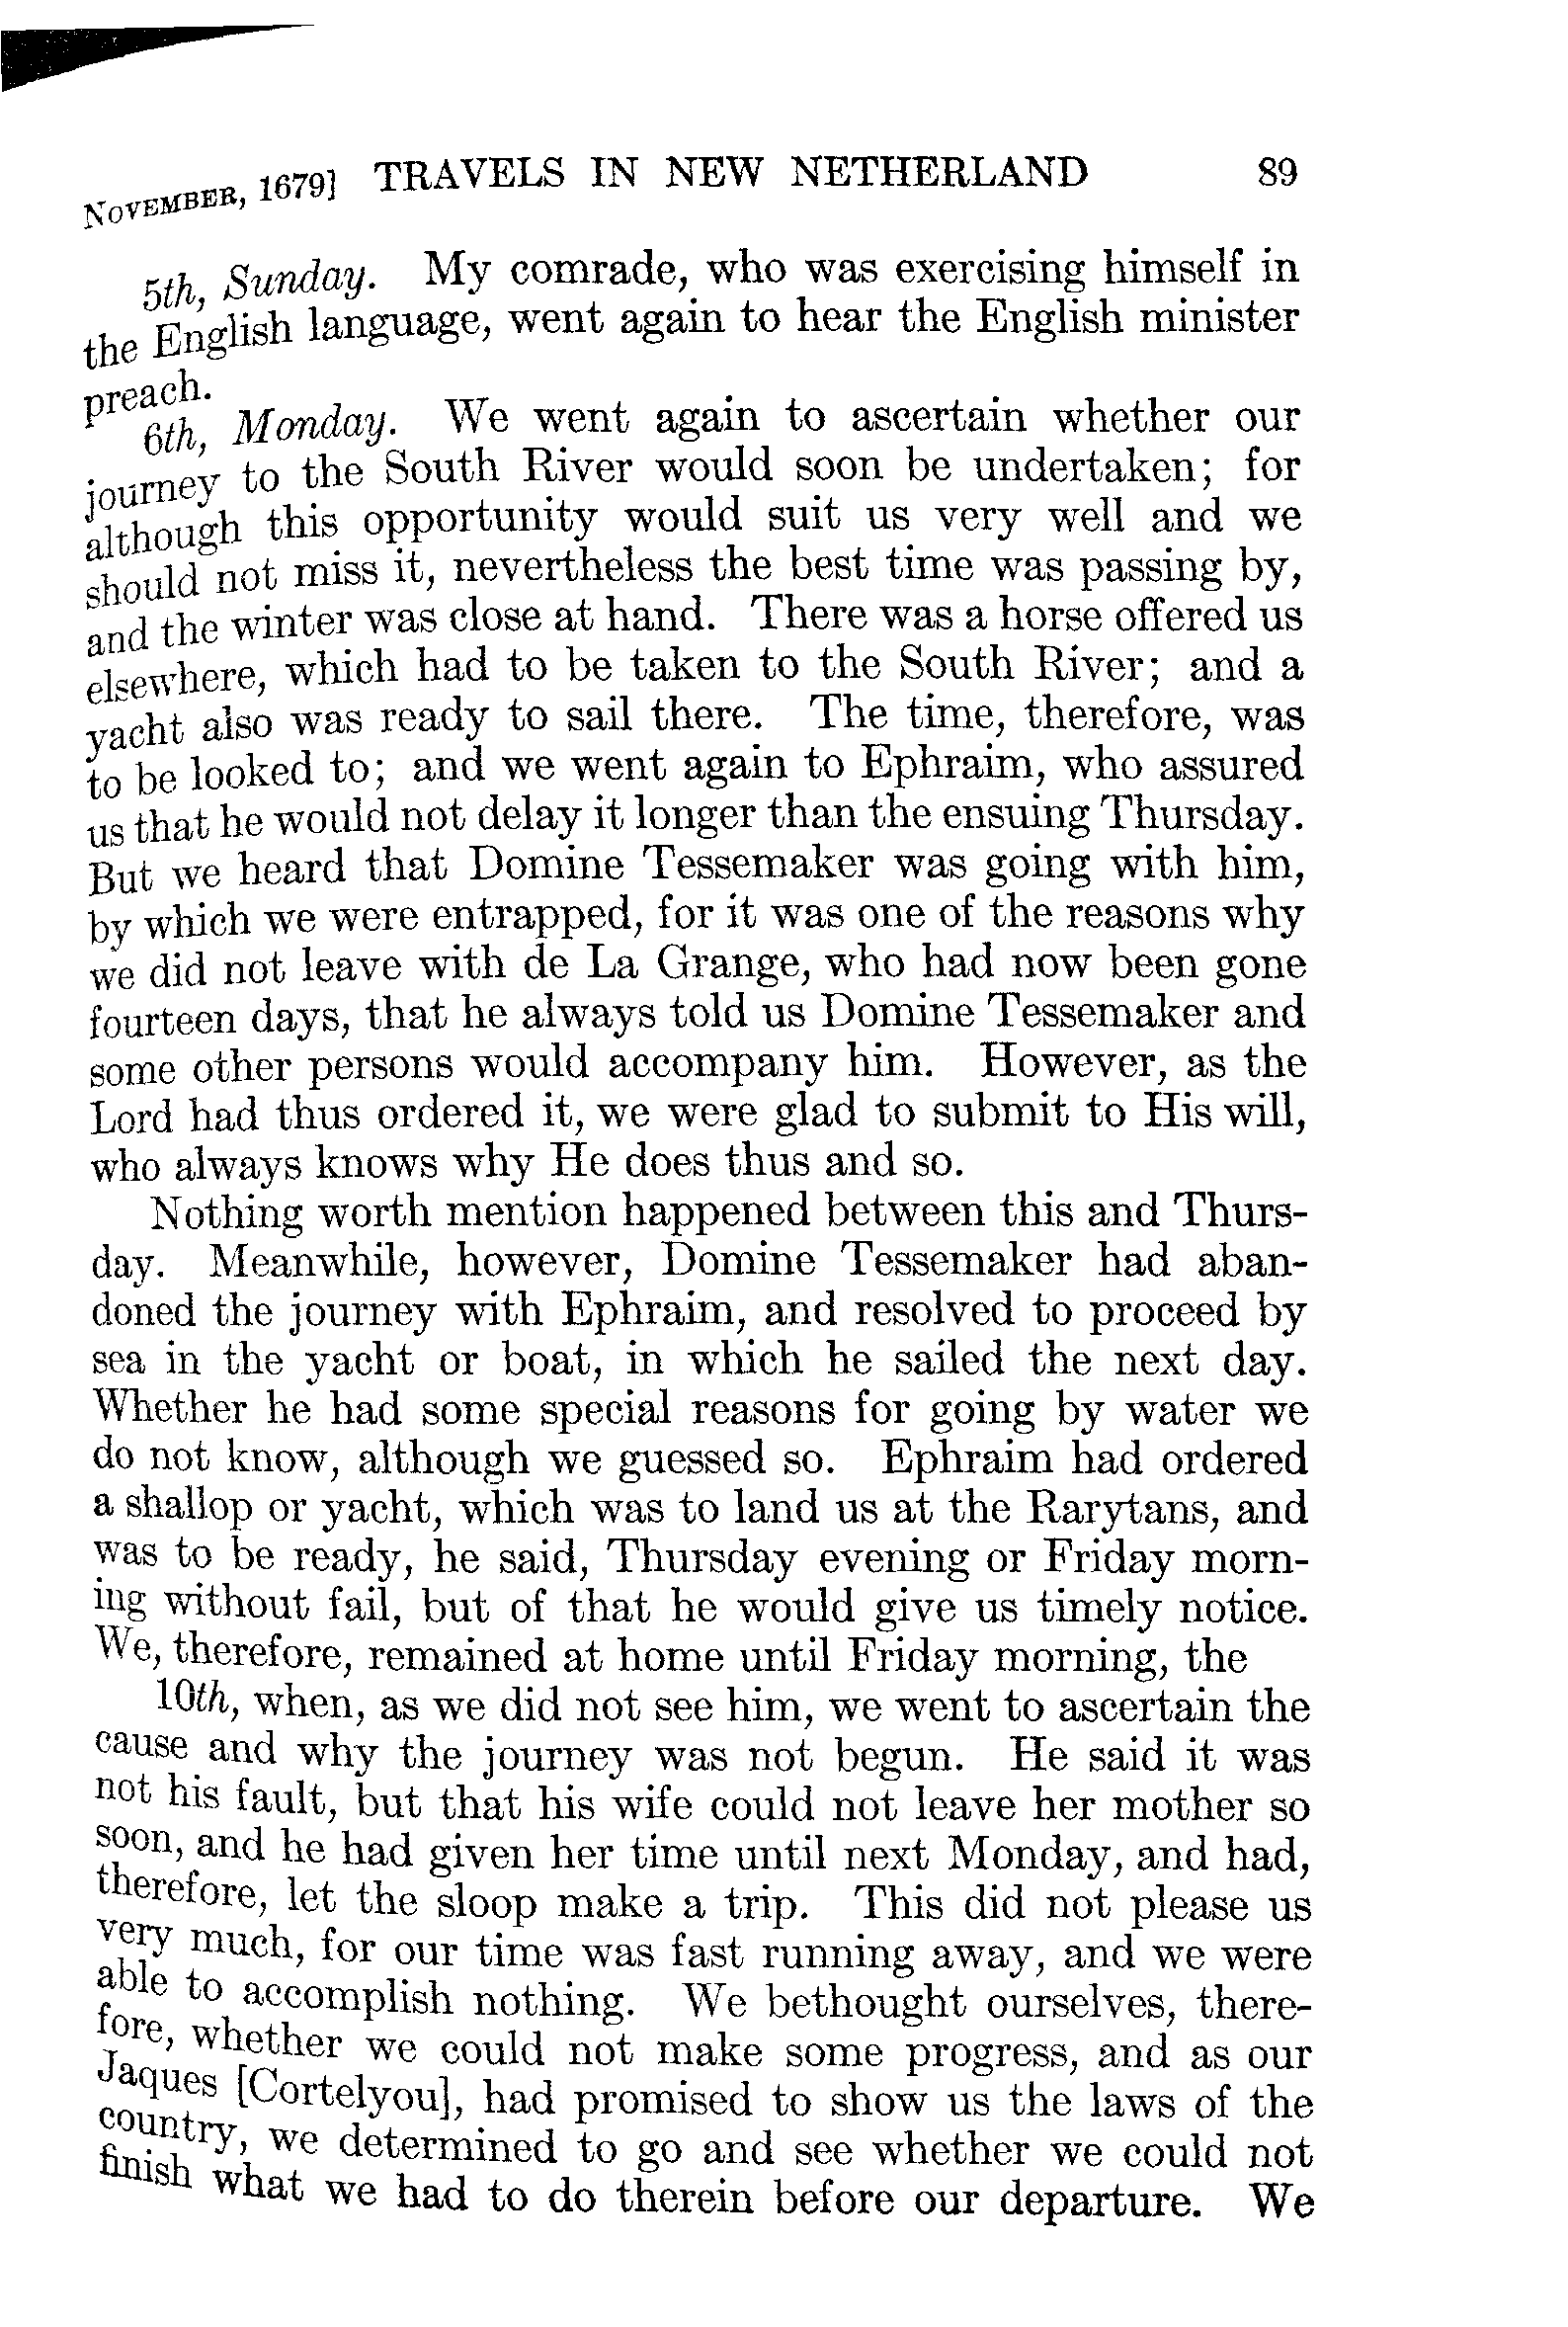 NOVEMBER, 1679] TRAVELS IN NEW NETHERLAND 89
5th, Sunday. My comrade, who was exercising himself in
the English language, went again to hear the English minister
preach.
6th, Monday. We went again to ascertain whether our
journey to the South River would soon be undertaken; for
although this opportunity would suit us very well and we
should not miss it, nevertheless the best time was passing by,
and the winter was close at hand. There was a horse offered us
elsewhere, which had to be taken to the South River; and a
yacht also was ready to sail there. The time, therefore, was
to be looked to; and we went again to Ephraim, who assured
us that he would not delay it longer than the ensuing Thursday.
But we heard that Domine Tessemaker was going with him,
by which we were entrapped, for it was one of the reasons why
we did not leave with de La Grange, who had now been gone
fourteen days, that he always told us Domine Tessemaker and
some other persons would accompany him. However, as the
Lord had thus ordered it, we were glad to submit to His will,
who always knows why He does thus and so.
Nothing worth mention happened between this and Thurs-
day. Meanwhile, however, Domine Tessemaker had aban-
doned the journey with Ephraim, and resolved to proceed by
sea in the yacht or boat, in which he sailed the next day.
Whether he had some special reasons for going by water we
do not know, although we guessed so. Ephraim had ordered
a shallop or yacht, which was to land us at the Rarytans, and
was to be ready, he said, Thursday evening or Friday morn-
ing without fail, but of that he would give us timely notice.
We, therefore, remained at home until Friday morning, the
10th, when, as we did not see him, we went to ascertain the
cause and why the journey was not begun. He said it was
not his fault, but that his wife could not leave her mother so
soon, and he had given her time until next Monday, and had,
therefore, let the sloop make a trip. This did not please us
very much, for our time was fast running away, and we were
able to accomplish nothing. We bethought ourselves, there-
fore, whether we could not make some progress, and as our
Jaques [Cortelyou], had promised to show us the laws of the
country, we determined to go and see whether we could not
finish what we had to do therein before our departure. We